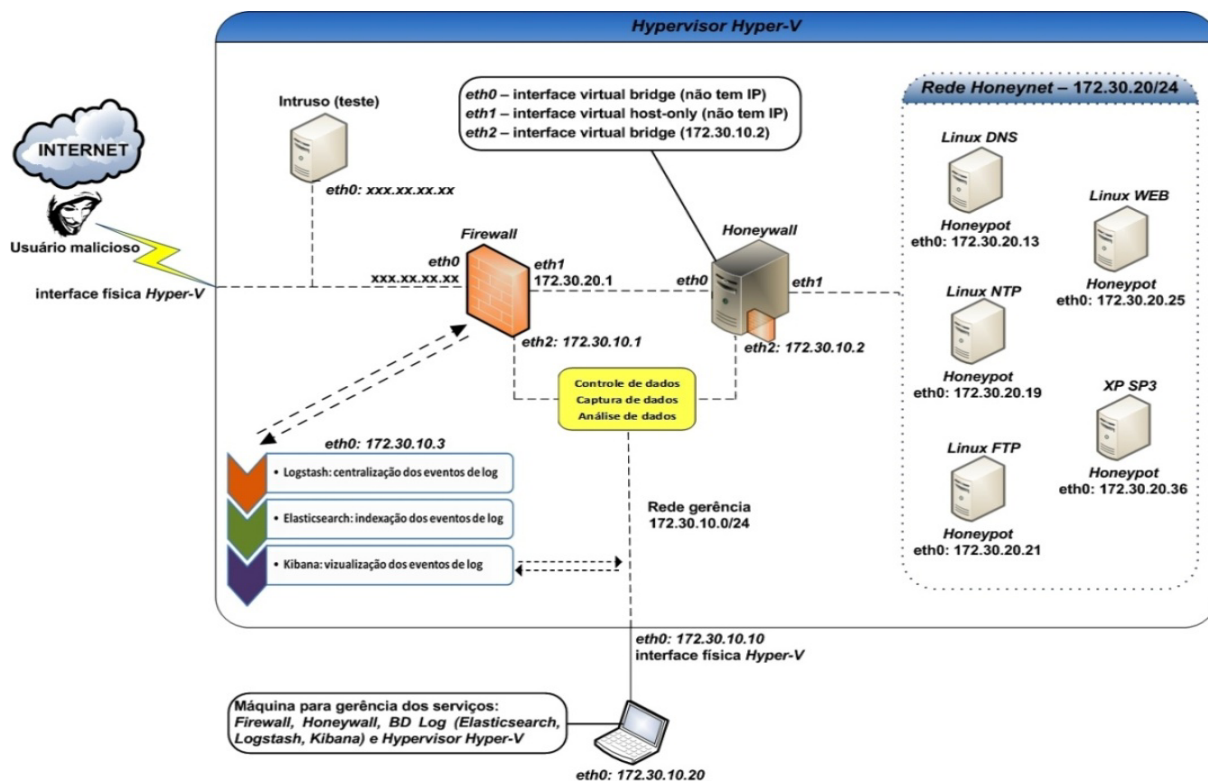 Hypervisor Hyper-V
INTERNET
Usuário malicioso
interface física Hyper-V
Intruso (teste)
eth0: xxx.xx.xx.xx
eth0 – interface virtual bridge (não tem IP)
eth1 – interface virtual host-only (não tem IP)
eth2 – interface virtual bridge (172.30.10.2)
Firewall
eth0
xxx.xx.xx.xx
eth1
172.30.20.1
eth2: 172.30.10.1
Honeywall
eth0
eth1
eth2: 172.30.10.2
Controle de dados
Captura de dados
Análise de dados
eth0: 172.30.10.3
• Logstash: centralização dos eventos de log
• Elasticsearch: indexação dos eventos de log
• Kibana: vizualização dos eventos de log
Rede gerência
172.30.10.0/24
Rede Honeynet – 172.30.20/24
Linux DNS
Honeypot
eth0: 172.30.20.13
Linux WEB
Honeypot
eth0: 172.30.20.25
Linux NTP
Honeypot
eth0: 172.30.20.19
XP SP3
Honeypot
eth0: 172.30.20.36
Linux FTP
Honeypot
eth0: 172.30.20.21
eth0: 172.30.10.10
interface física Hyper-V
Máquina para gerência dos serviços:
Firewall, Honeywall, BD Log (Elasticsearch,
Logstash, Kibana) e Hypervisor Hyper-V
eth0: 172.30.10.20